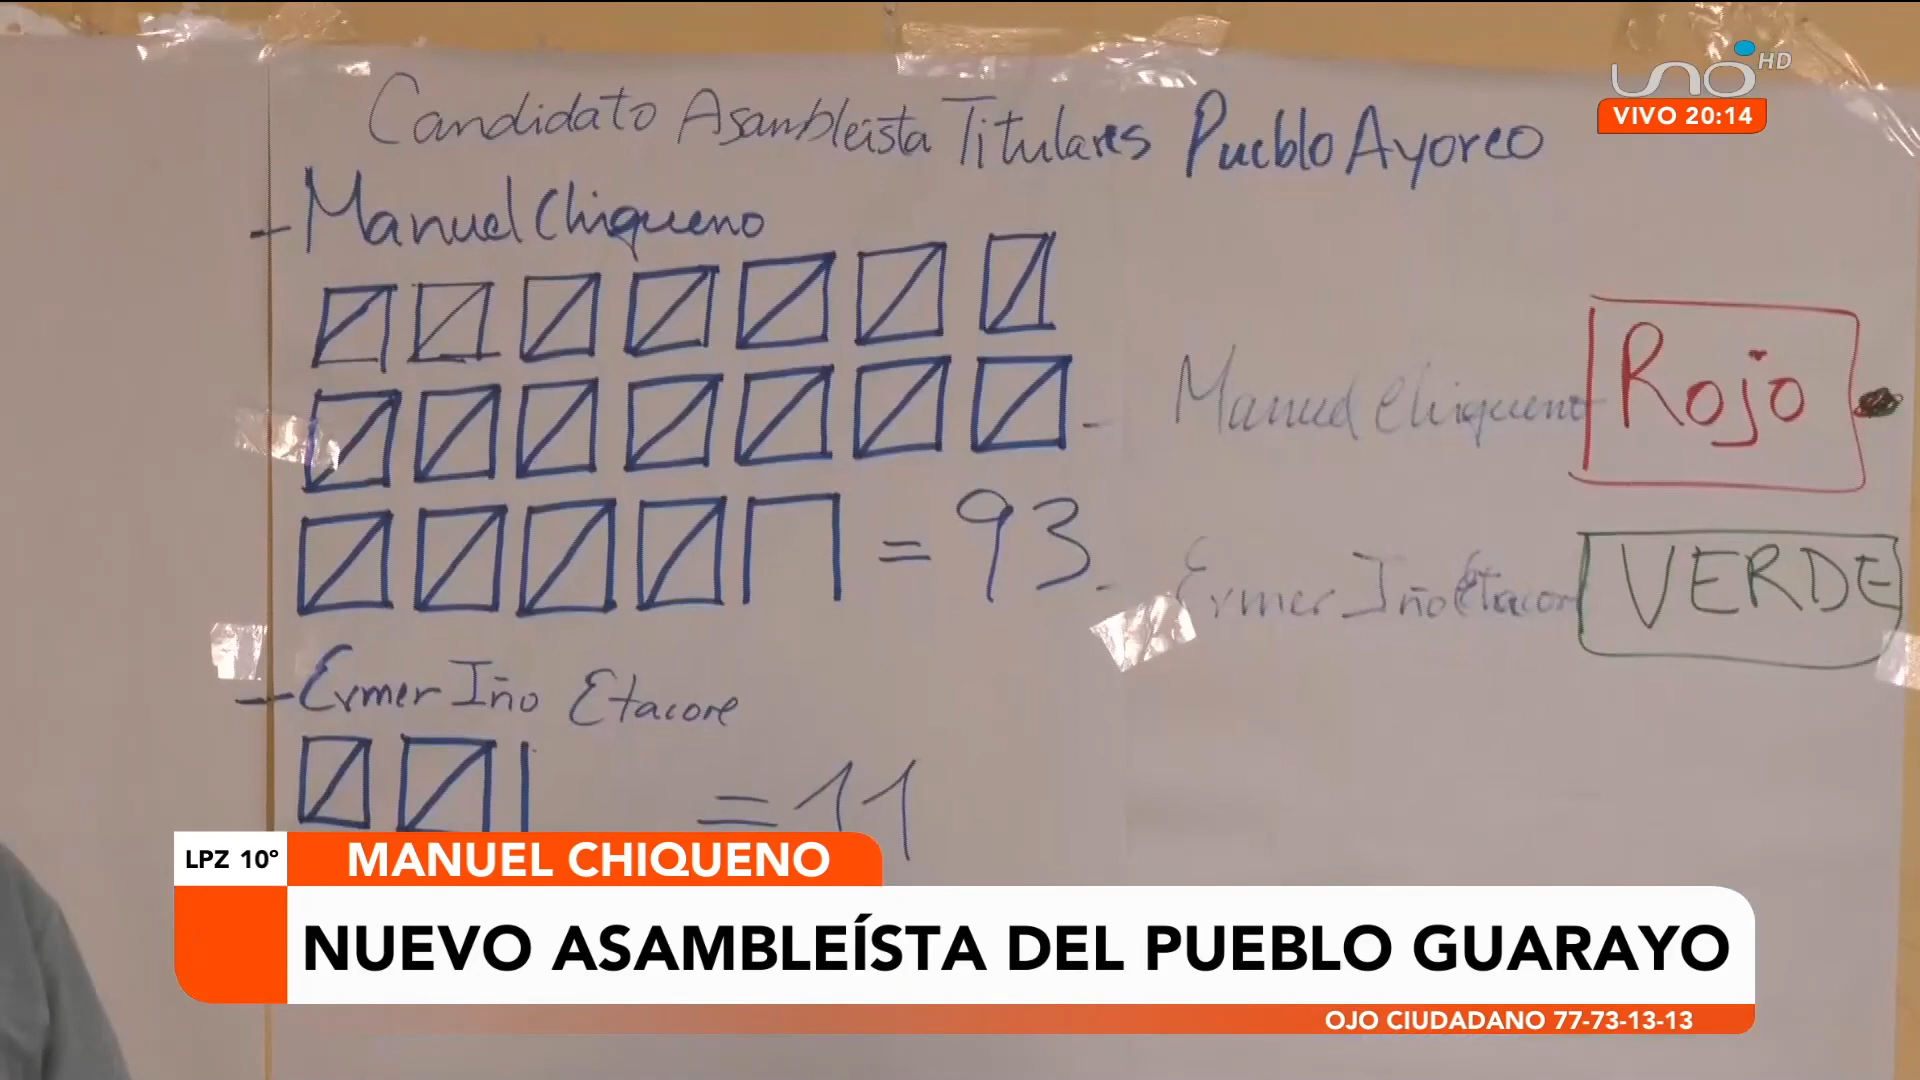 Candidato Asambleísta Titulares Pueblo Ayoreo
- Manuel Chiqueno
= 93
- Ermer Iño Etacore
= 11
- Manuel Chiqueno Rojo
- Ermer Iño Etacore VERDE
uno HD
VIVO 20:14
LPZ 10°
MANUEL CHIQUENO
NUEVO ASAMBLEÍSTA DEL PUEBLO GUARAYO
OJO CIUDADANO 77-73-13-13